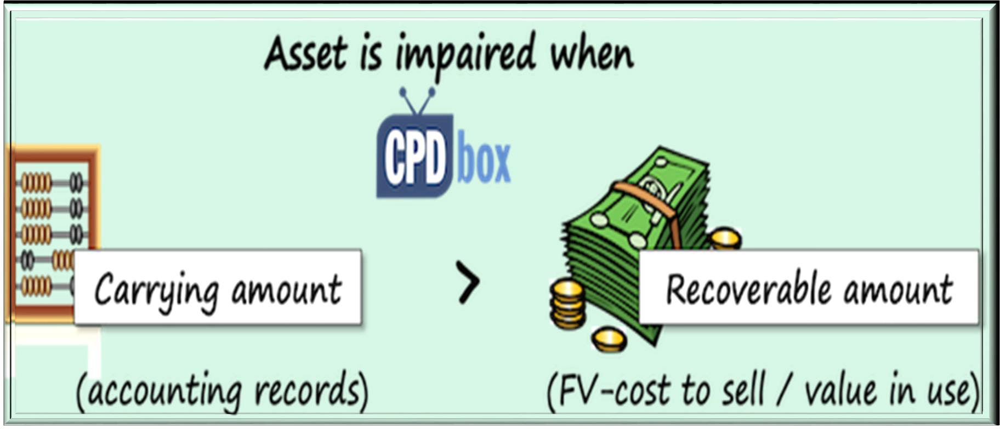 Asset is impaired when
CPD box
Carrying amount > Recoverable amount
(accounting records) (FV-cost to sell / value in use)